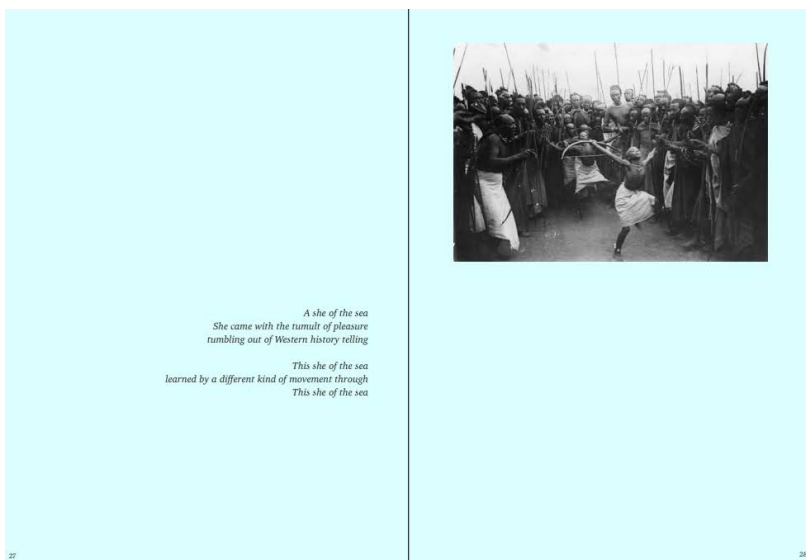 A she of the sea
She came with the tumult of pleasure
tumbling out of Western history telling
This she of the sea
learned by a different kind of movement through
This she of the sea
27
28